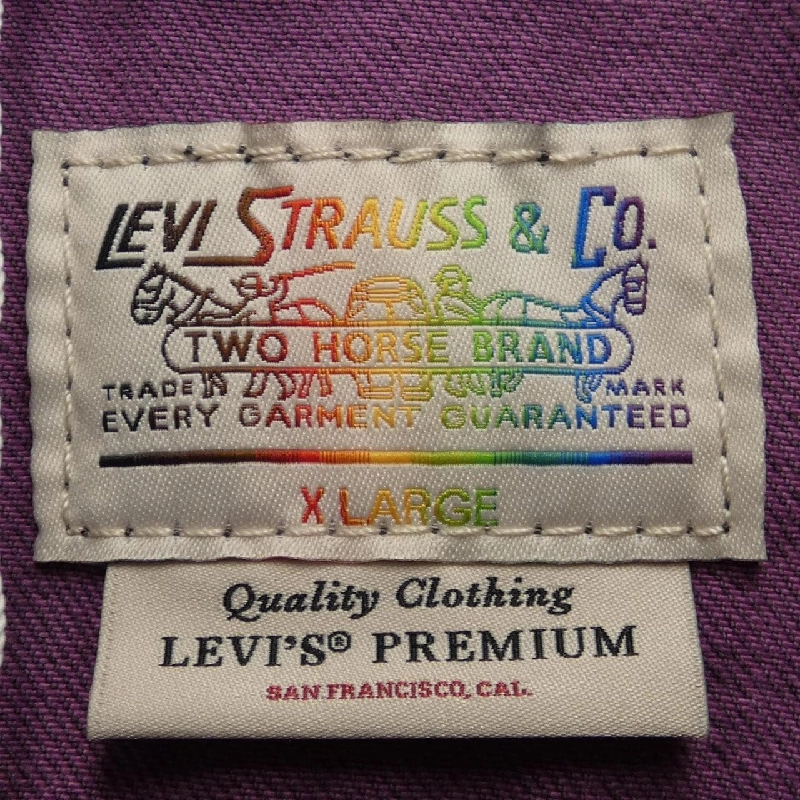 LEVI STRAUSS & CO.
TWO HORSE BRAND
TRADE MARK
EVERY GARMENT GUARANTEED
X LARGE
Quality Clothing
LEVI'S® PREMIUM
SAN FRANCISCO, CAL.